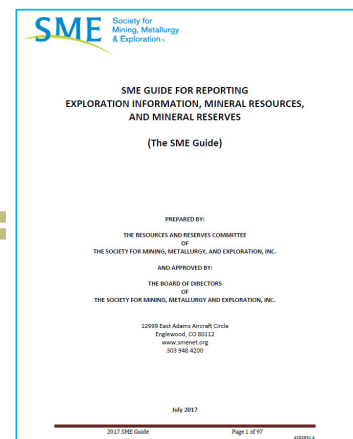 SME
Society for
Mining, Metallurgy
& Exploration
SME GUIDE FOR REPORTING
EXPLORATION INFORMATION, MINERAL RESOURCES,
AND MINERAL RESERVES
(The SME Guide)
PREPARED BY:
THE RESOURCES AND RESERVES COMMITTEE
OF
THE SOCIETY FOR MINING, METALLURGY, AND EXPLORATION, INC.
AND APPROVED BY:
THE BOARD OF DIRECTORS
OF
THE SOCIETY FOR MINING, METALLURGY AND EXPLORATION, INC.
12999 East Adams Aircraft Circle
Englewood, CO 80112
www.smenet.org
303 948 4200
July 2017
2017 SME Guide Page 1 of 97